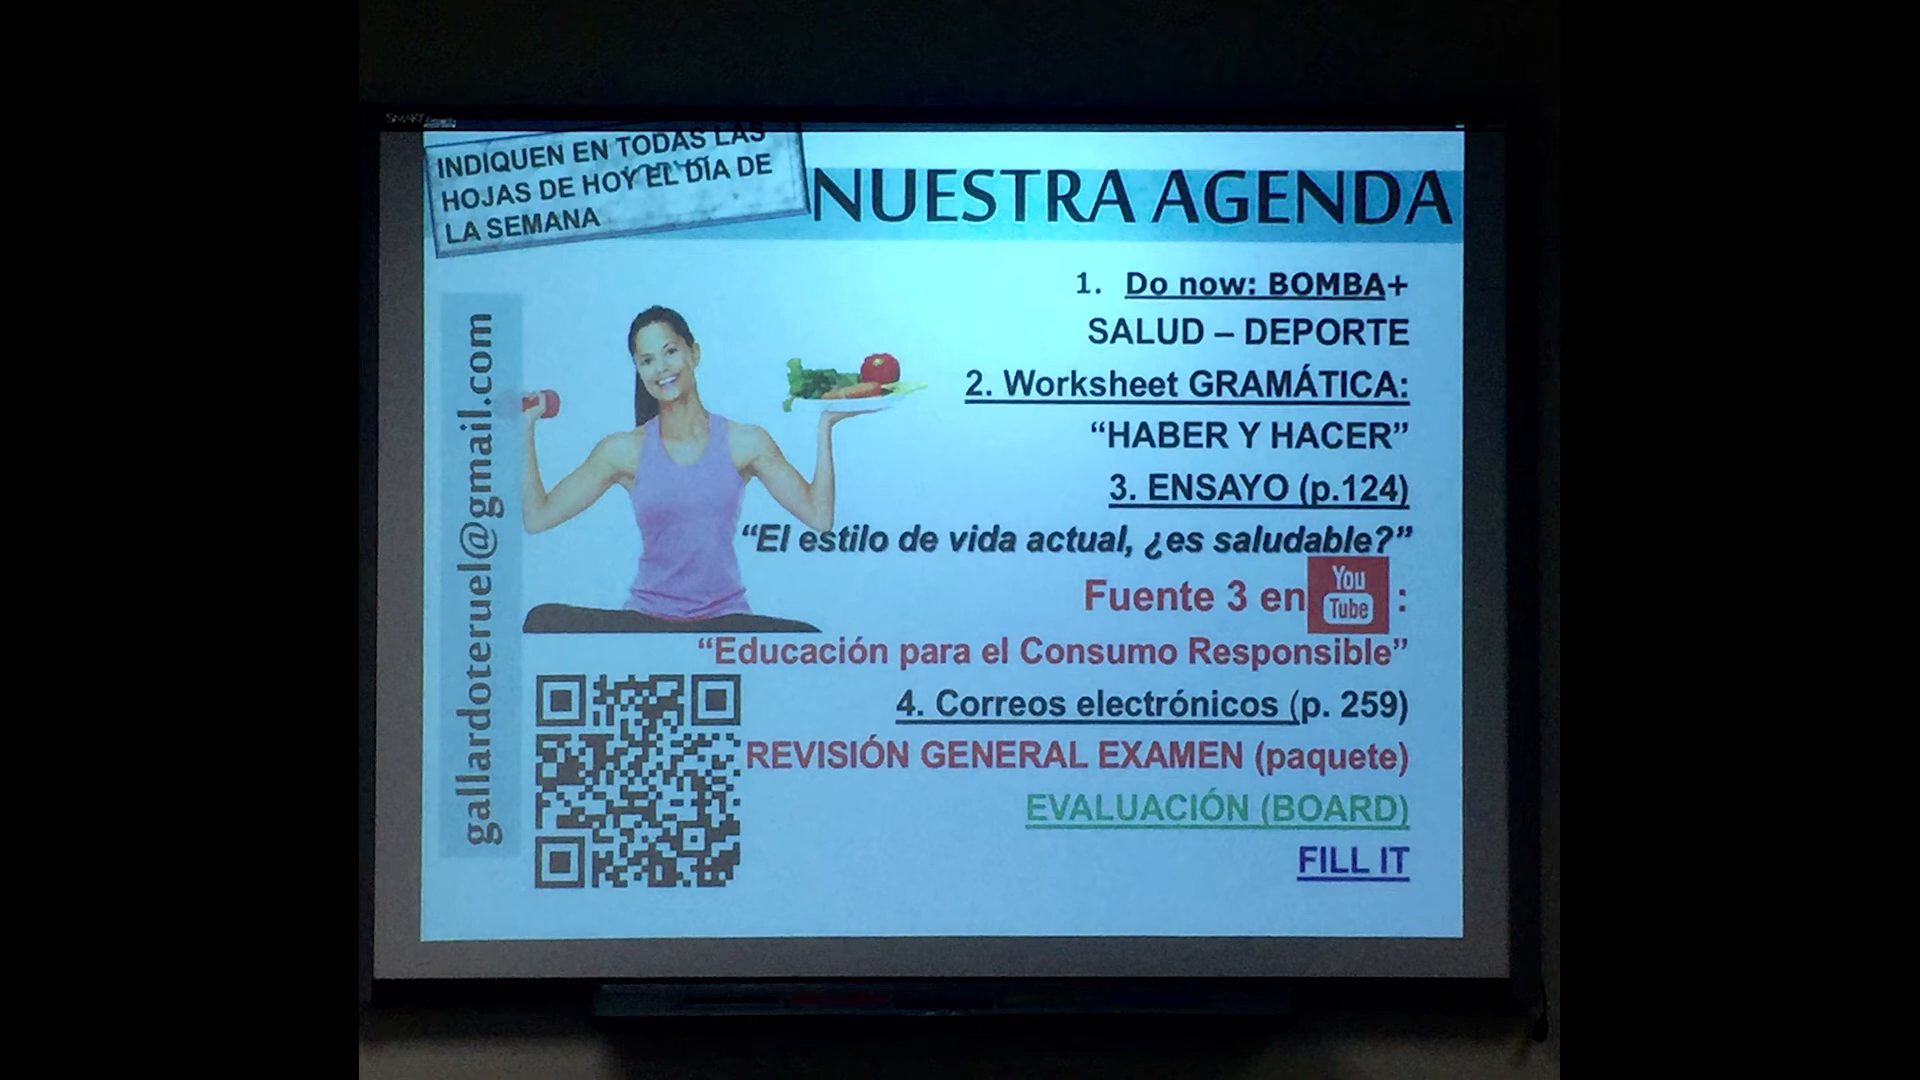 SMART
INDIQUEN EN TODAS LAS
HOJAS DE HOY EL DÍA DE
LA SEMANA
NUESTRA AGENDA
gallardoteruel@gmail.com
1. Do now: BOMBA+
SALUD – DEPORTE
2. Worksheet GRAMÁTICA:
“HABER Y HACER”
3. ENSAYO (p.124)
“El estilo de vida actual, ¿es saludable?”
Fuente 3 en You Tube :
“Educación para el Consumo Responsible”
4. Correos electrónicos (p. 259)
REVISIÓN GENERAL EXAMEN (paquete)
EVALUACIÓN (BOARD)
FILL IT